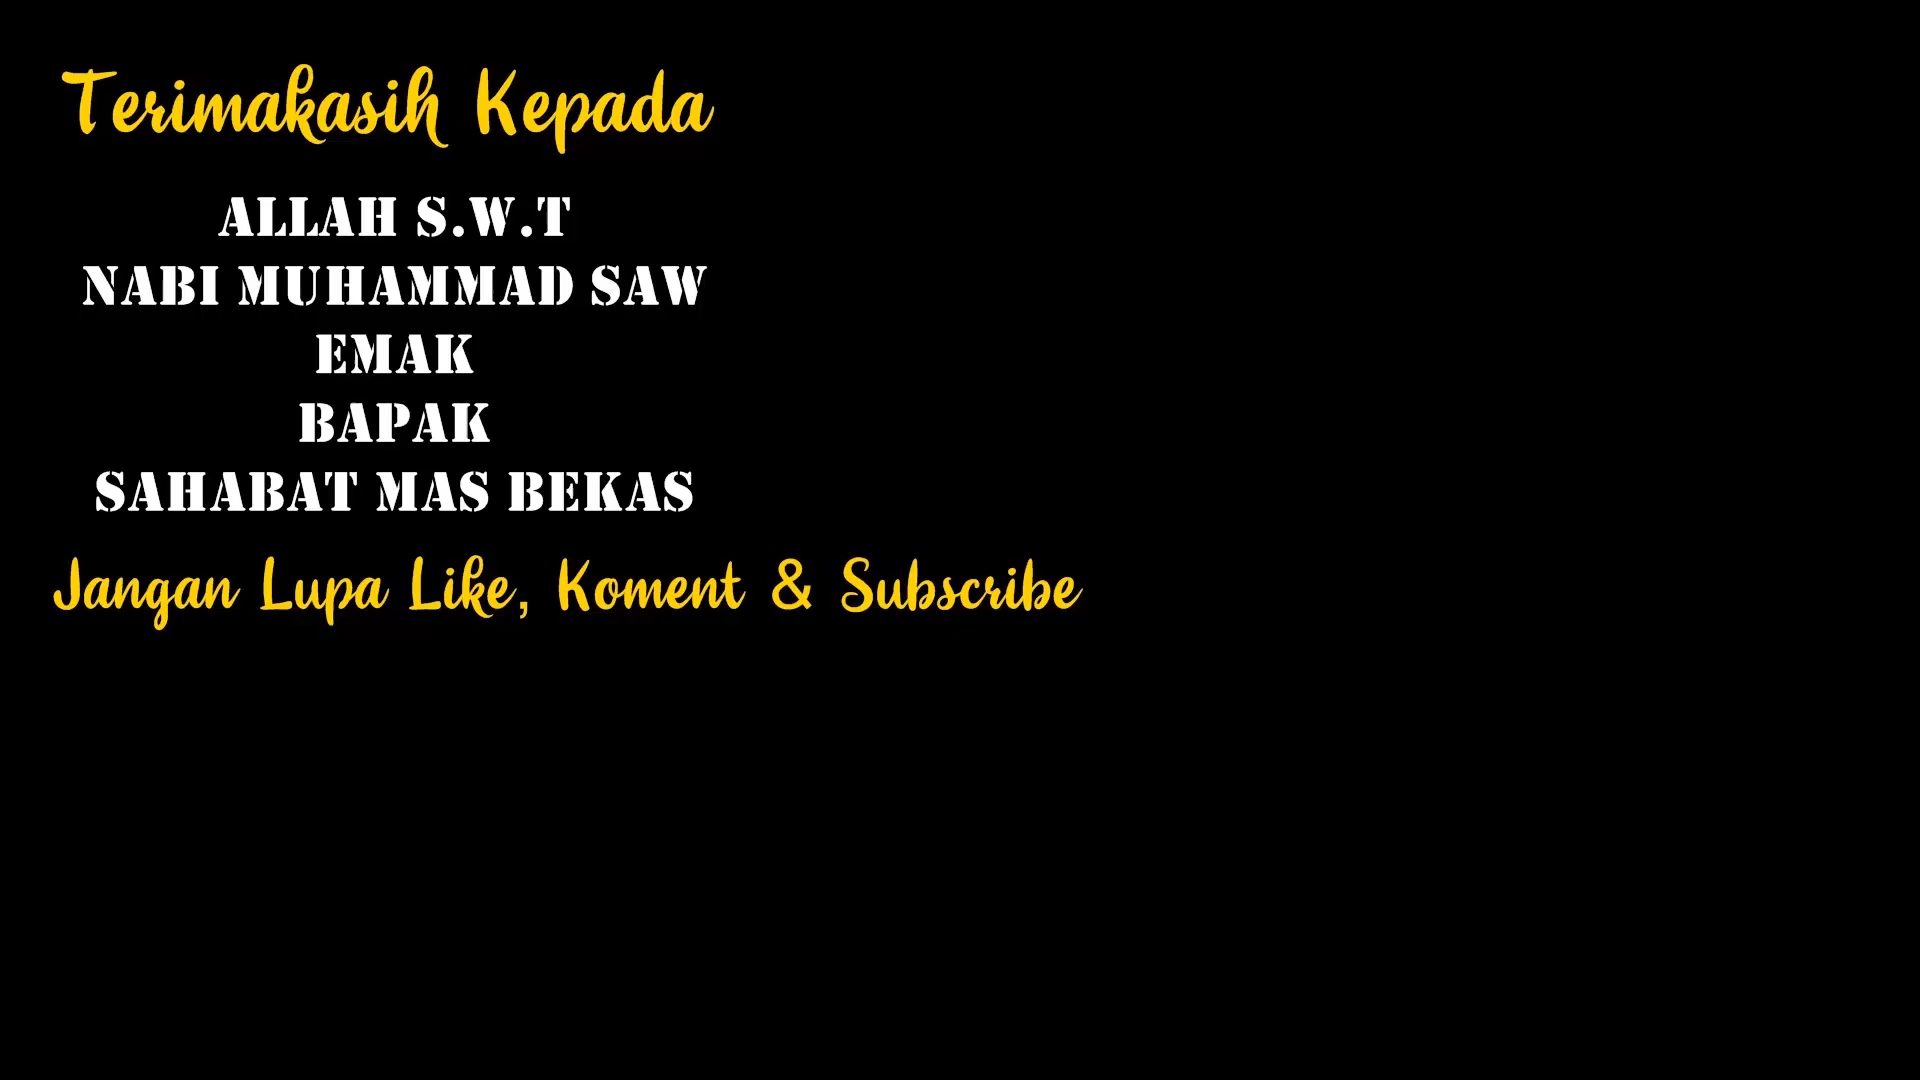 Terimakasih Kepada
ALLAH S.W.T
NABI MUHAMMAD SAW
EMAK
BAPAK
SAHABAT MAS BEKAS
Jangan Lupa Like, Koment & Subscribe